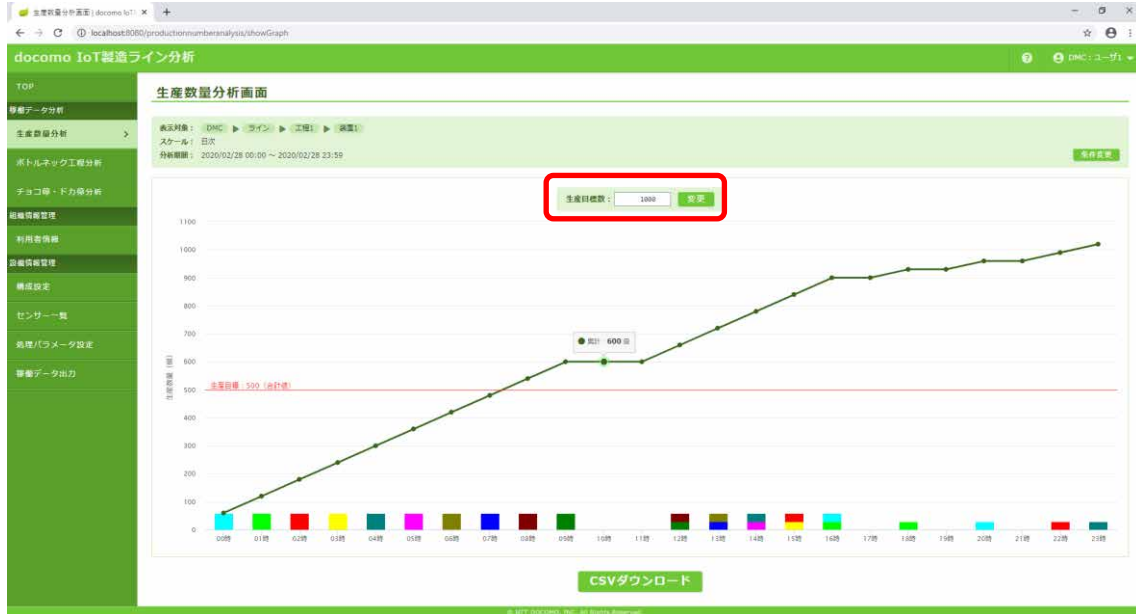 生産数量分析画面 | docomo IoT
localhost:8080/productionnumberanalysis/showGraph
docomo IoT製造ライン分析
DMC:ユーザ1
TOP
稼働データ分析
生産数量分析
ボトルネック工程分析
チョコ停・ドカ停分析
組織情報管理
利用者情報
設備情報管理
構成設定
センサー一覧
処理パラメータ設定
稼働データ出力
生産数量分析画面
表示対象: DMC ▶ ライン ▶ 工程1 ▶ 装置1
スケール: 日次
分析期間: 2020/02/28 00:00 ~ 2020/02/28 23:59
条件変更
生産目標数: 1000 変更
1100
1000
900
800
700
600
500
400
300
200
100
0
生産数量 (個)
累計 600 個
生産目標:500 (合計値)
00時 01時 02時 03時 04時 05時 06時 07時 08時 09時 10時 11時 12時 13時 14時 15時 16時 17時 18時 19時 20時 21時 22時 23時
CSVダウンロード
© NTT DOCOMO, INC. All Rights Reserved.